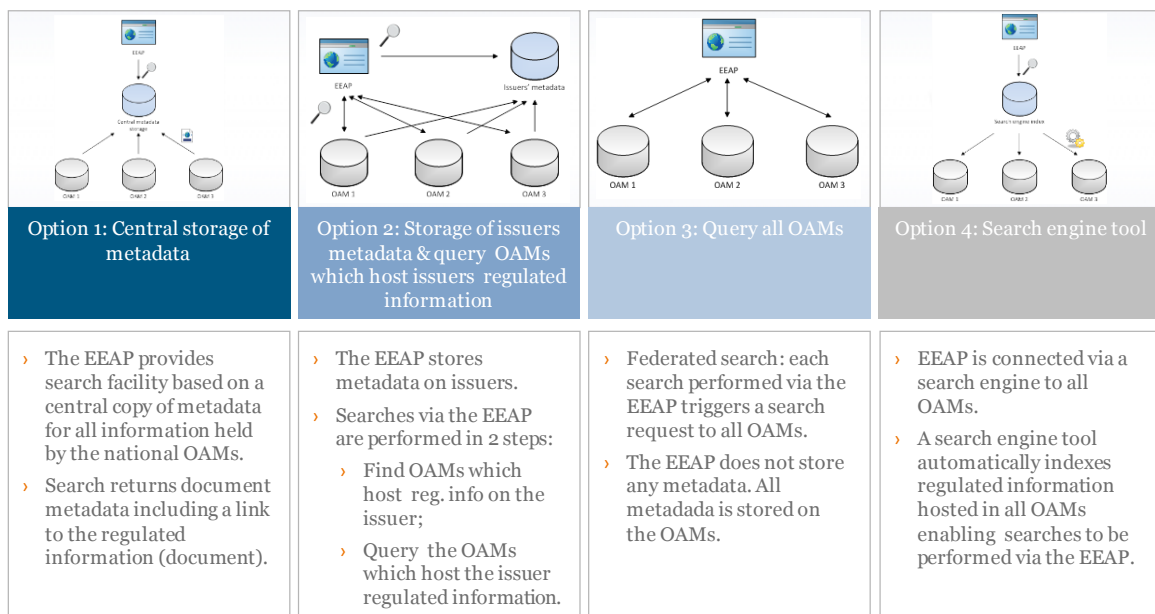 EEAP
Central metadata
storage
OAM 1
OAM 2
OAM 3
EEAP
Issuers' metadata
OAM 1
OAM 2
OAM 3
EEAP
OAM 1
OAM 2
OAM 3
EEAP
Search engine index
OAM 1
OAM 2
OAM 3
Option 1: Central storage of
metadata
Option 2: Storage of issuers
metadata & query OAMs
which host issuers regulated
information
Option 3: Query all OAMs
Option 4: Search engine tool
› The EEAP provides
search facility based on a
central copy of metadata
for all information held
by the national OAMs.
› Search returns document
metadata including a link
to the regulated
information (document).
› The EEAP stores
metadata on issuers.
› Searches via the EEAP
are performed in 2 steps:
› Find OAMs which
host reg. info on the
issuer;
› Query the OAMs
which host the issuer
regulated information.
› Federated search: each
search performed via the
EEAP triggers a search
request to all OAMs.
› The EEAP does not store
any metadata. All
metadada is stored on
the OAMs.
› EEAP is connected via a
search engine to all
OAMs.
› A search engine tool
automatically indexes
regulated information
hosted in all OAMs
enabling searches to be
performed via the EEAP.